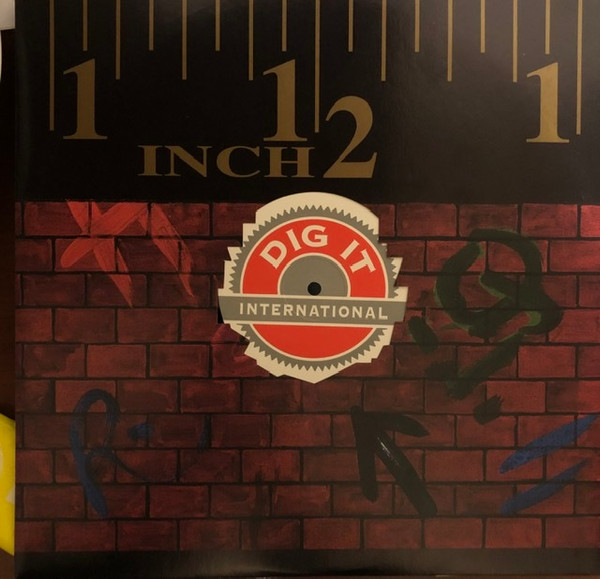 1 1 1
INCH 2
DIG IT
INTERNATIONAL
R